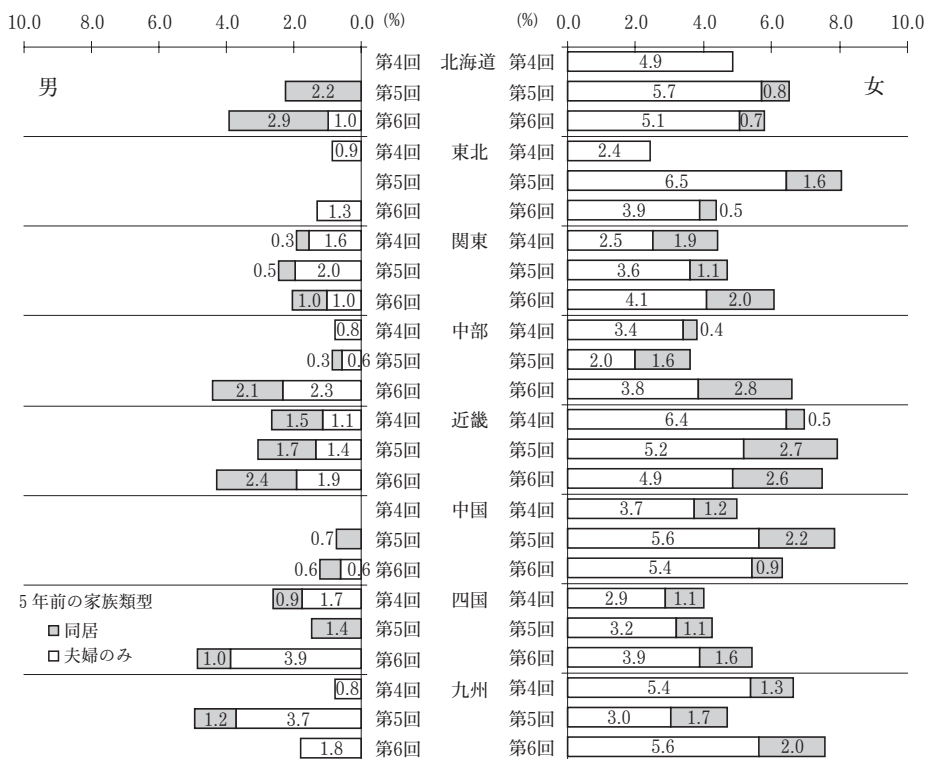 10.0 8.0 6.0 4.0 2.0 0.0 (%) (%) 0.0 2.0 4.0 6.0 8.0 10.0
男 女
第4回 北海道 第4回 4.9
2.2 第5回 第5回 5.7 0.8
2.9 1.0 第6回 第6回 5.1 0.7
0.9 第4回 東北 第4回 2.4
第5回 第5回 6.5 1.6
1.3 第6回 第6回 3.9 0.5
0.3 1.6 第4回 関東 第4回 2.5 1.9
0.5 2.0 第5回 第5回 3.6 1.1
1.0 1.0 第6回 第6回 4.1 2.0
0.8 第4回 中部 第4回 3.4 0.4
0.3 0.6 第5回 第5回 2.0 1.6
2.1 2.3 第6回 第6回 3.8 2.8
1.5 1.1 第4回 近畿 第4回 6.4 0.5
1.7 1.4 第5回 第5回 5.2 2.7
2.4 1.9 第6回 第6回 4.9 2.6
第4回 中国 第4回 3.7 1.2
0.7 第5回 第5回 5.6 2.2
0.6 0.6 第6回 第6回 5.4 0.9
5年前の家族類型 0.9 1.7 第4回 四国 第4回 2.9 1.1
同居 1.4 第5回 第5回 3.2 1.1
夫婦のみ 1.0 3.9 第6回 第6回 3.9 1.6
0.8 第4回 九州 第4回 5.4 1.3
1.2 3.7 第5回 第5回 3.0 1.7
1.8 第6回 第6回 5.6 2.0